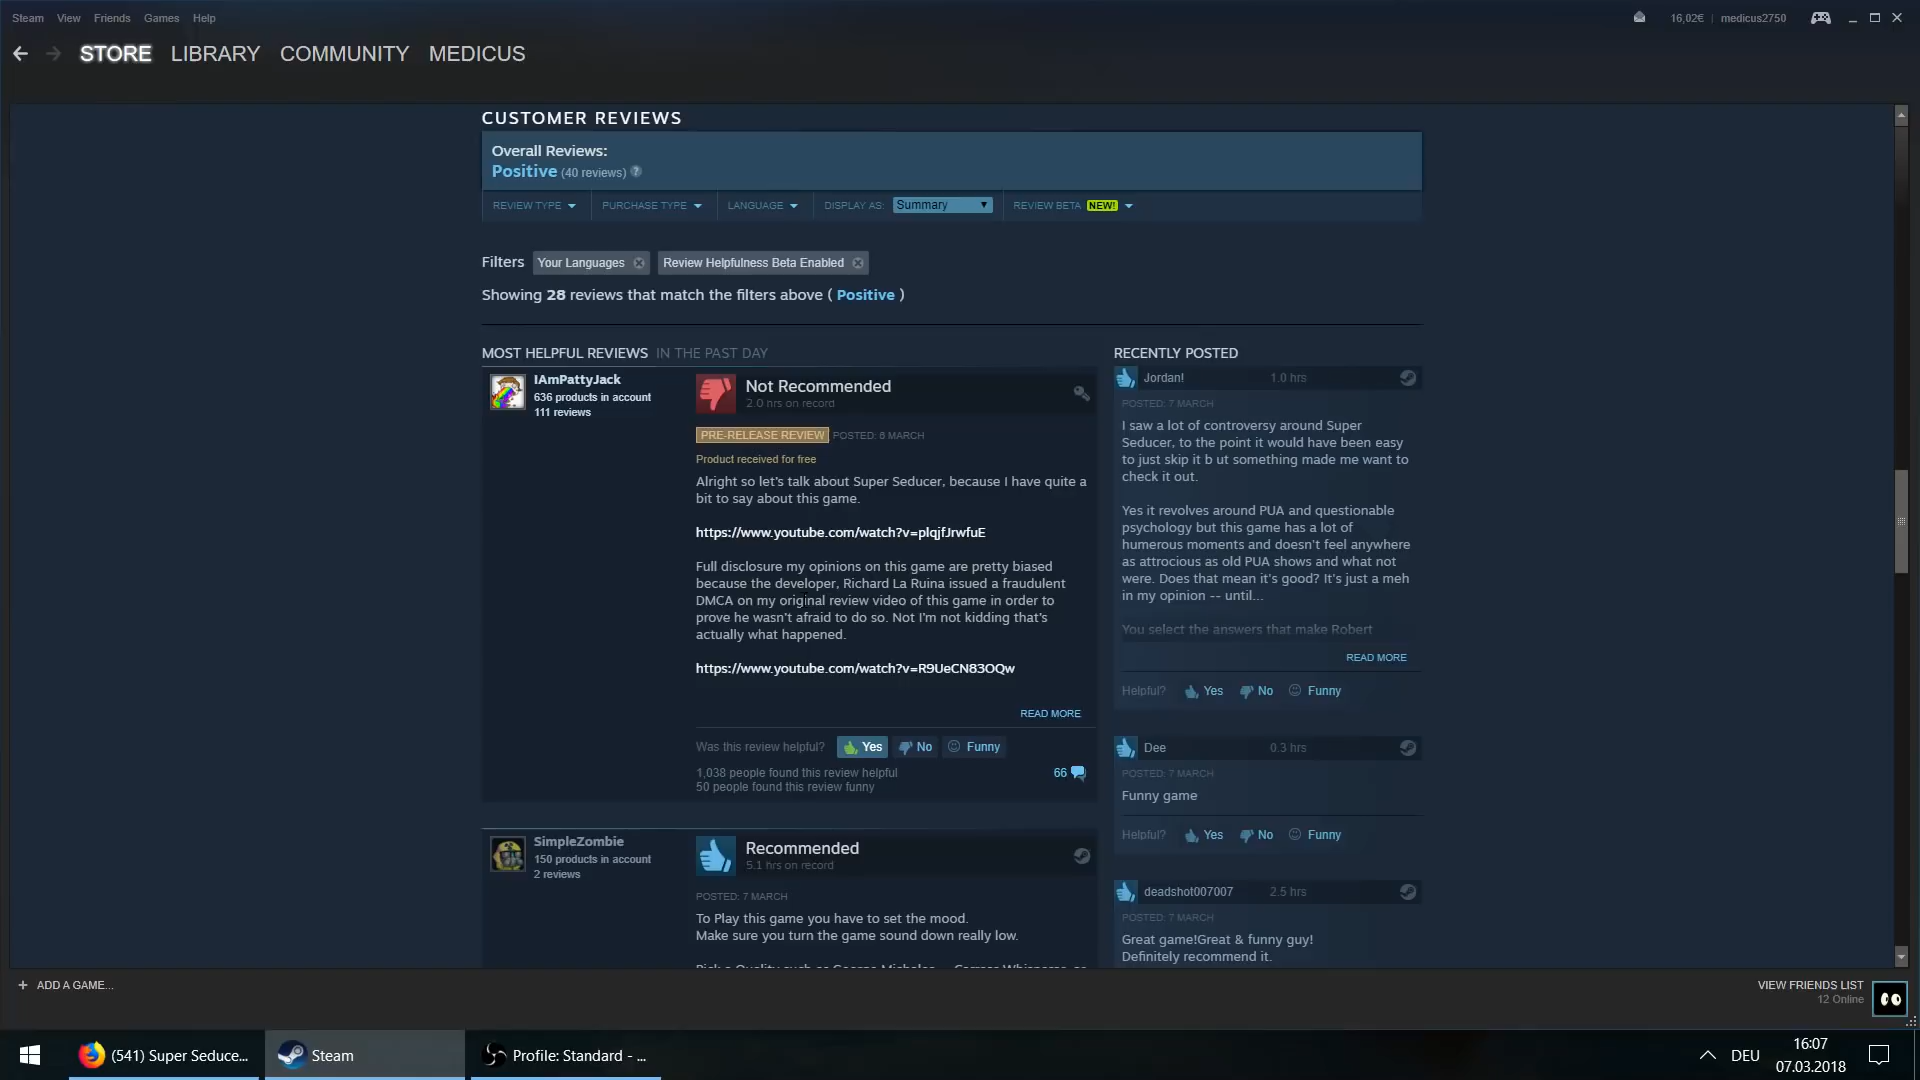 Steam View Friends Games Help
16,02€ | medicus2750
STORE LIBRARY COMMUNITY MEDICUS
CUSTOMER REVIEWS
Overall Reviews:
Positive (40 reviews) ?
REVIEW TYPE PURCHASE TYPE LANGUAGE DISPLAY AS: Summary REVIEW BETA NEW!
Filters Your Languages Review Helpfulness Beta Enabled
Showing 28 reviews that match the filters above ( Positive )
MOST HELPFUL REVIEWS IN THE PAST DAY
IAmPattyJack
636 products in account
111 reviews
Not Recommended
2.0 hrs on record
PRE-RELEASE REVIEW POSTED: 6 MARCH
Product received for free
Alright so let's talk about Super Seducer, because I have quite a
bit to say about this game.
https://www.youtube.com/watch?v=plqjfJrwfuE
Full disclosure my opinions on this game are pretty biased
because the developer, Richard La Ruina issued a fraudulent
DMCA on my original review video of this game in order to
prove he wasn't afraid to do so. Not I'm not kidding that's
actually what happened.
https://www.youtube.com/watch?v=R9UeCN83OQw
READ MORE
Was this review helpful? Yes No Funny
1,038 people found this review helpful
50 people found this review funny
66
SimpleZombie
150 products in account
2 reviews
Recommended
5.1 hrs on record
POSTED: 7 MARCH
To Play this game you have to set the mood.
Make sure you turn the game sound down really low.
RECENTLY POSTED
Jordan! 1.0 hrs
POSTED: 7 MARCH
I saw a lot of controversy around Super
Seducer, to the point it would have been easy
to just skip it b ut something made me want to
check it out.
Yes it revolves around PUA and questionable
psychology but this game has a lot of
humerous moments and doesn't feel anywhere
as attrocious as old PUA shows and what not
were. Does that mean it's good? It's just a meh
in my opinion -- until...
You select the answers that make Robert
READ MORE
Helpful? Yes No Funny
Dee 0.3 hrs
POSTED: 7 MARCH
Funny game
Helpful? Yes No Funny
deadshot007007 2.5 hrs
POSTED: 7 MARCH
Great game!Great & funny guy!
Definitely recommend it.
+ ADD A GAME...
VIEW FRIENDS LIST
12 Online
(541) Super Seduce... Steam Profile: Standard - ...
DEU
16:07
07.03.2018